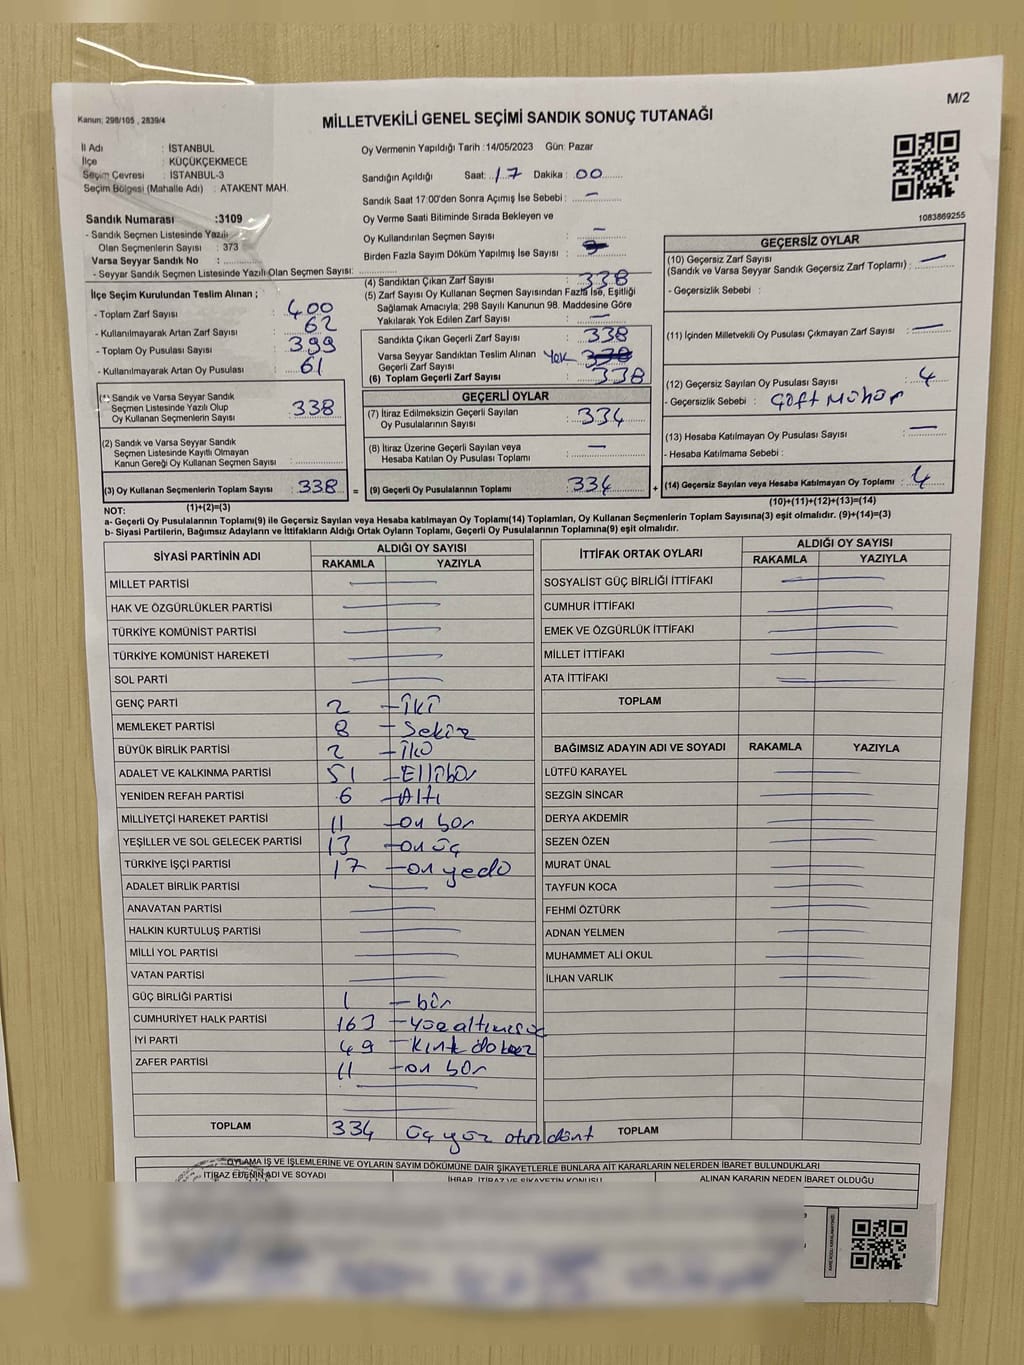 M/2
Kanun: 298/105 , 2839/4
MİLLETVEKİLİ GENEL SEÇİMİ SANDIK SONUÇ TUTANAĞI
İl Adı : İSTANBUL
İlçe : KÜÇÜKÇEKMECE
Seçim Çevresi : İSTANBUL-3
Seçim Bölgesi (Mahalle Adı) : ATAKENT MAH.
Sandık Numarası :3109
- Sandık Seçmen Listesinde Yazılı
Olan Seçmenlerin Sayısı : 373
Varsa Seyyar Sandık No :
- Seyyar Sandık Seçmen Listesinde Yazılı Olan Seçmen Sayısı:
Oy Vermenin Yapıldığı Tarih :14/05/2023 Gün: Pazar
Sandığın Açıldığı Saat: 17 Dakika : 00
Sandık Saat 17:00'den Sonra Açılmış İse Sebebi : —
Oy Verme Saati Bitiminde Sırada Bekleyen ve
Oy Kullandırılan Seçmen Sayısı —
Birden Fazla Sayım Döküm Yapılmış İse Sebebi :
1083869255
İlçe Seçim Kurulundan Teslim Alınan ;
- Toplam Zarf Sayısı : 400
- Kullanılmayarak Artan Zarf Sayısı : 62
- Toplam Oy Pusulası Sayısı : 399
- Kullanılmayarak Artan Oy Pusulası : 61
(4) Sandıktan Çıkan Zarf Sayısı : 338
(5) Zarf Sayısı Oy Kullanan Seçmen Sayısından Fazla İse, Eşitliği
Sağlamak Amacıyla; 298 Sayılı Kanunun 98. Maddesine Göre
Yakılarak Yok Edilen Zarf Sayısı : —
Sandıkta Çıkan Geçerli Zarf Sayısı : 338
Varsa Seyyar Sandıktan Teslim Alınan Yok 338
Geçerli Zarf Sayısı
(6) Toplam Geçerli Zarf Sayısı : 338
GEÇERSİZ OYLAR
(10) Geçersiz Zarf Sayısı
(Sandık ve Varsa Seyyar Sandık Geçersiz Zarf Toplamı) : —
- Geçersizlik Sebebi :
(11) İçinden Milletvekili Oy Pusulası Çıkmayan Zarf Sayısı : —
(12) Geçersiz Sayılan Oy Pusulası Sayısı : 4
- Geçersizlik Sebebi : Çift Mühür
(13) Hesaba Katılmayan Oy Pusulası Sayısı : —
- Hesaba Katılmama Sebebi :
(14) Geçersiz Sayılan veya Hesaba Katılmayan Oy Toplamı : 4
(10)+(11)+(12)+(13)=(14)
(1) Sandık ve Varsa Seyyar Sandık
Seçmen Listesinde Yazılı Olup
Oy Kullanan Seçmenlerin Sayısı : 338
(2) Sandık ve Varsa Seyyar Sandık
Seçmen Listesinde Kayıtlı Olmayan
Kanun Gereği Oy Kullanan Seçmen Sayısı :
(3) Oy Kullanan Seçmenlerin Toplam Sayısı : 338 =
(1)+(2)=(3)
GEÇERLİ OYLAR
(7) İtiraz Edilmeksizin Geçerli Sayılan
Oy Pusulalarının Sayısı : 334
(8) İtiraz Üzerine Geçerli Sayılan veya
Hesaba Katılan Oy Pusulası Toplamı : —
(9) Geçerli Oy Pusulalarının Toplamı : 334 +
NOT:
a- Geçerli Oy Pusulalarının Toplamı(9) ile Geçersiz Sayılan veya Hesaba katılmayan Oy Toplamı(14) Toplamları, Oy Kullanan Seçmenlerin Toplam Sayısına(3) eşit olmalıdır. (9)+(14)=(3)
b- Siyasi Partilerin, Bağımsız Adayların ve İttifakların Aldığı Ortak Oyların Toplamı, Geçerli Oy Pusulalarının Toplamına(9) eşit olmalıdır.
SİYASİ PARTİNİN ADI ALDIĞI OY SAYISI
RAKAMLA YAZIYLA
MİLLET PARTİSİ
HAK VE ÖZGÜRLÜKLER PARTİSİ
TÜRKİYE KOMÜNİST PARTİSİ
TÜRKİYE KOMÜNİST HAREKETİ
SOL PARTİ
GENÇ PARTİ 2 -iki
MEMLEKET PARTİSİ 8 -Sekiz
BÜYÜK BİRLİK PARTİSİ 2 -iki
ADALET VE KALKINMA PARTİSİ 51 -Ellibir
YENİDEN REFAH PARTİSİ 6 -Altı
MİLLİYETÇİ HAREKET PARTİSİ 11 -on bir
YEŞİLLER VE SOL GELECEK PARTİSİ 13 -on üç
TÜRKİYE İŞÇİ PARTİSİ 17 -on yedi
ADALET BİRLİK PARTİSİ
ANAVATAN PARTİSİ
HALKIN KURTULUŞ PARTİSİ
MİLLİ YOL PARTİSİ
VATAN PARTİSİ
GÜÇ BİRLİĞİ PARTİSİ 1 -bir
CUMHURİYET HALK PARTİSİ 163 -Yüzaltmışüç
İYİ PARTİ 49 -Kırk dokuz
ZAFER PARTİSİ 11 -on bir
TOPLAM 334 üç yüz otuz dört
İTTİFAK ORTAK OYLARI ALDIĞI OY SAYISI
RAKAMLA YAZIYLA
SOSYALİST GÜÇ BİRLİĞİ İTTİFAKI
CUMHUR İTTİFAKI
EMEK VE ÖZGÜRLÜK İTTİFAKI
MİLLET İTTİFAKI
ATA İTTİFAKI
TOPLAM
BAĞIMSIZ ADAYIN ADI VE SOYADI RAKAMLA YAZIYLA
LÜTFÜ KARAYEL
SEZGİN SİNCAR
DERYA AKDEMİR
SEZEN ÖZEN
MURAT ÜNAL
TAYFUN KOCA
FEHMİ ÖZTÜRK
ADNAN YELMEN
MUHAMMET ALİ OKUL
İLHAN VARLIK
TOPLAM
OYLAMA İŞ VE İŞLEMLERİNE VE OYLARIN SAYIM DÖKÜMÜNE DAİR ŞİKAYETLERLE BUNLARA AİT KARARLARIN NELERDEN İBARET BULUNDUKLARI
İTİRAZ EDENİN ADI VE SOYADI İHBAR, İTİRAZ VE ŞİKAYETİN KONUSU ALINAN KARARIN NEDEN İBARET OLDUĞU